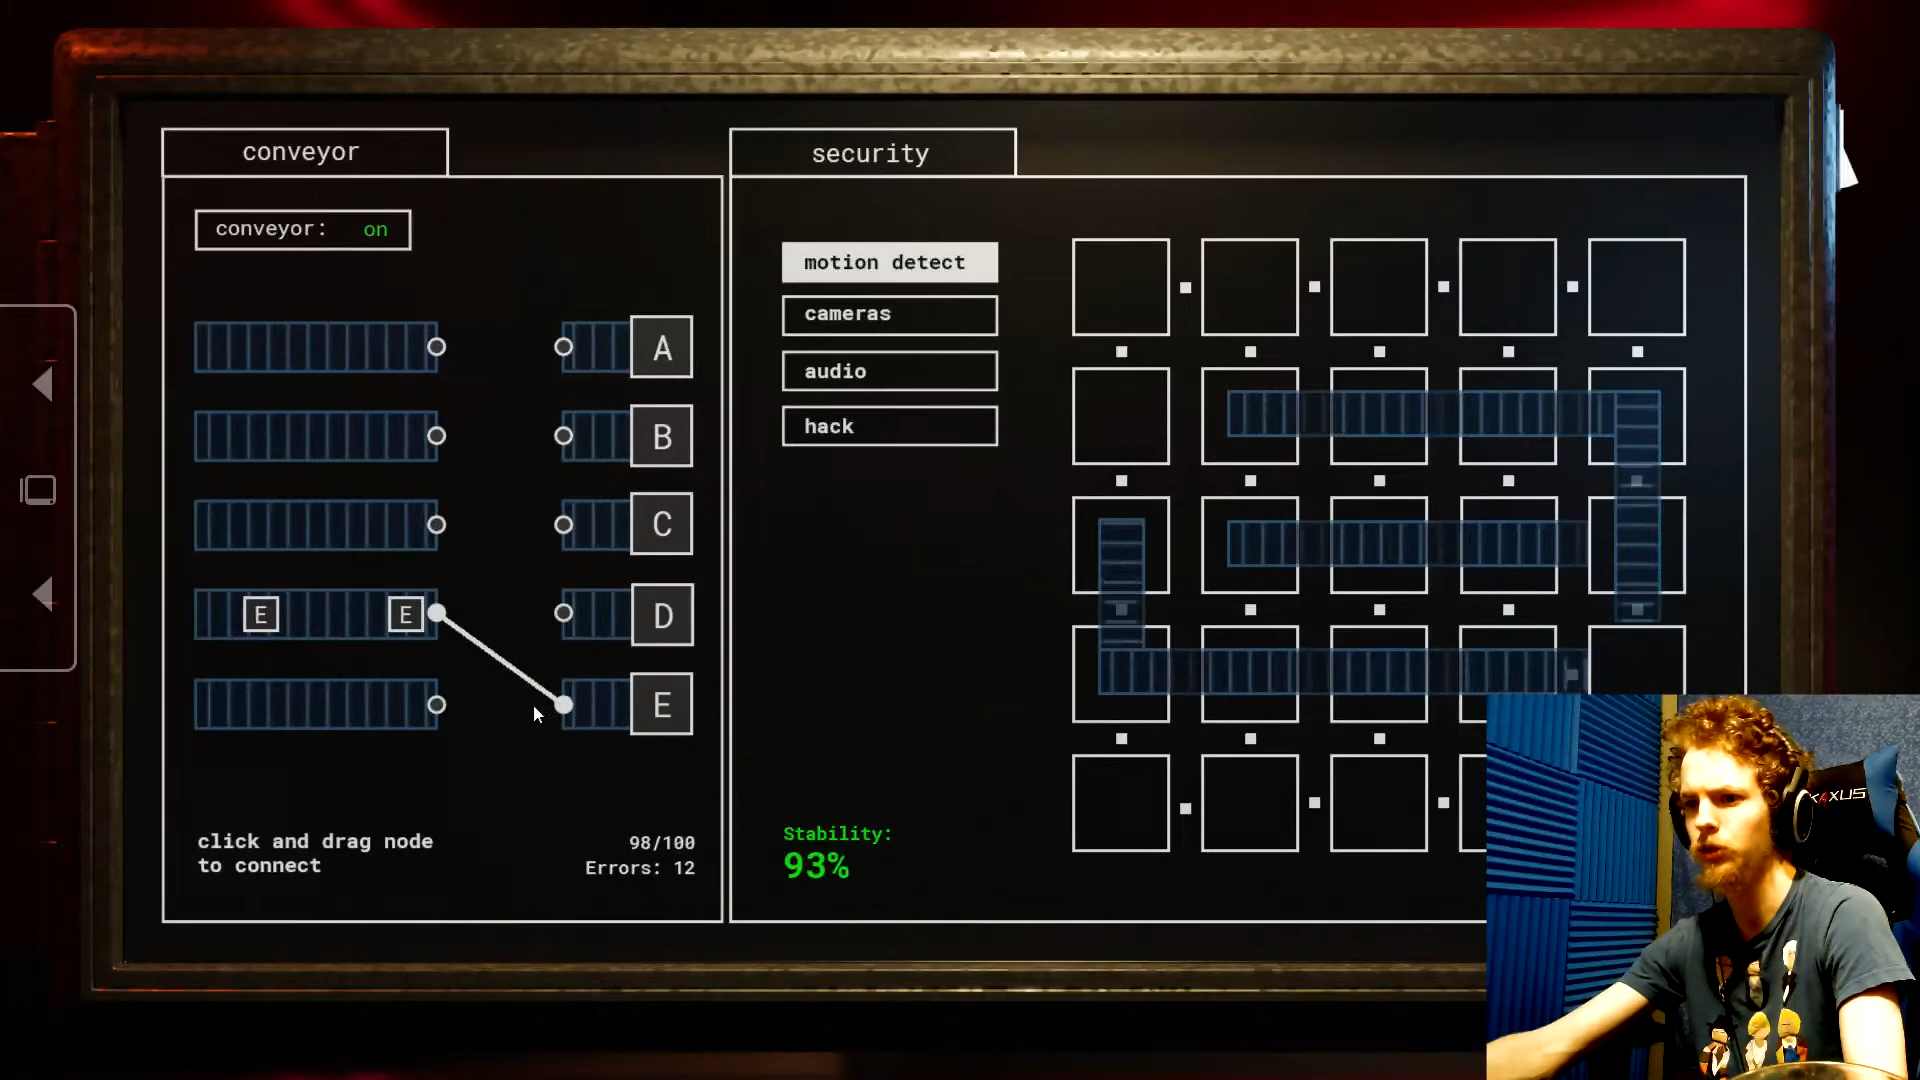 conveyor
security
conveyor: on
motion detect
cameras
audio
hack
A
B
C
E E D
E
click and drag node
to connect
98/100
Errors: 12
Stability:
93%
KAXUS